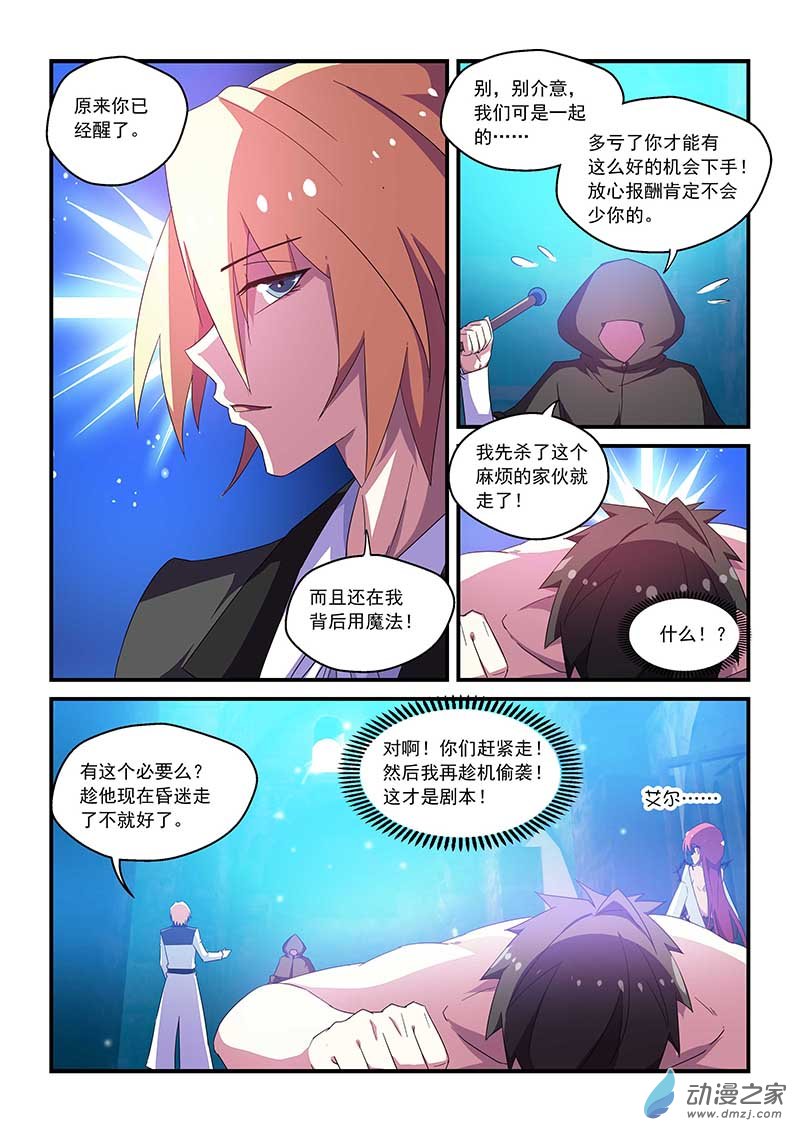 原来你已
经醒了。
而且还在我
背后用魔法！
别，别介意，
我们可是一起
的……
多亏了你才能有
这么好的机会下手！
放心报酬肯定不会
少你的。
我先杀了这个
麻烦的家伙就
走了！
什么！？
有这个必要么？
趁他现在昏迷走
了不就好了。
对啊！你们赶紧走！
然后我再趁机偷袭！
这才是剧本！
艾尔……
动漫之家
www.dmzj.com